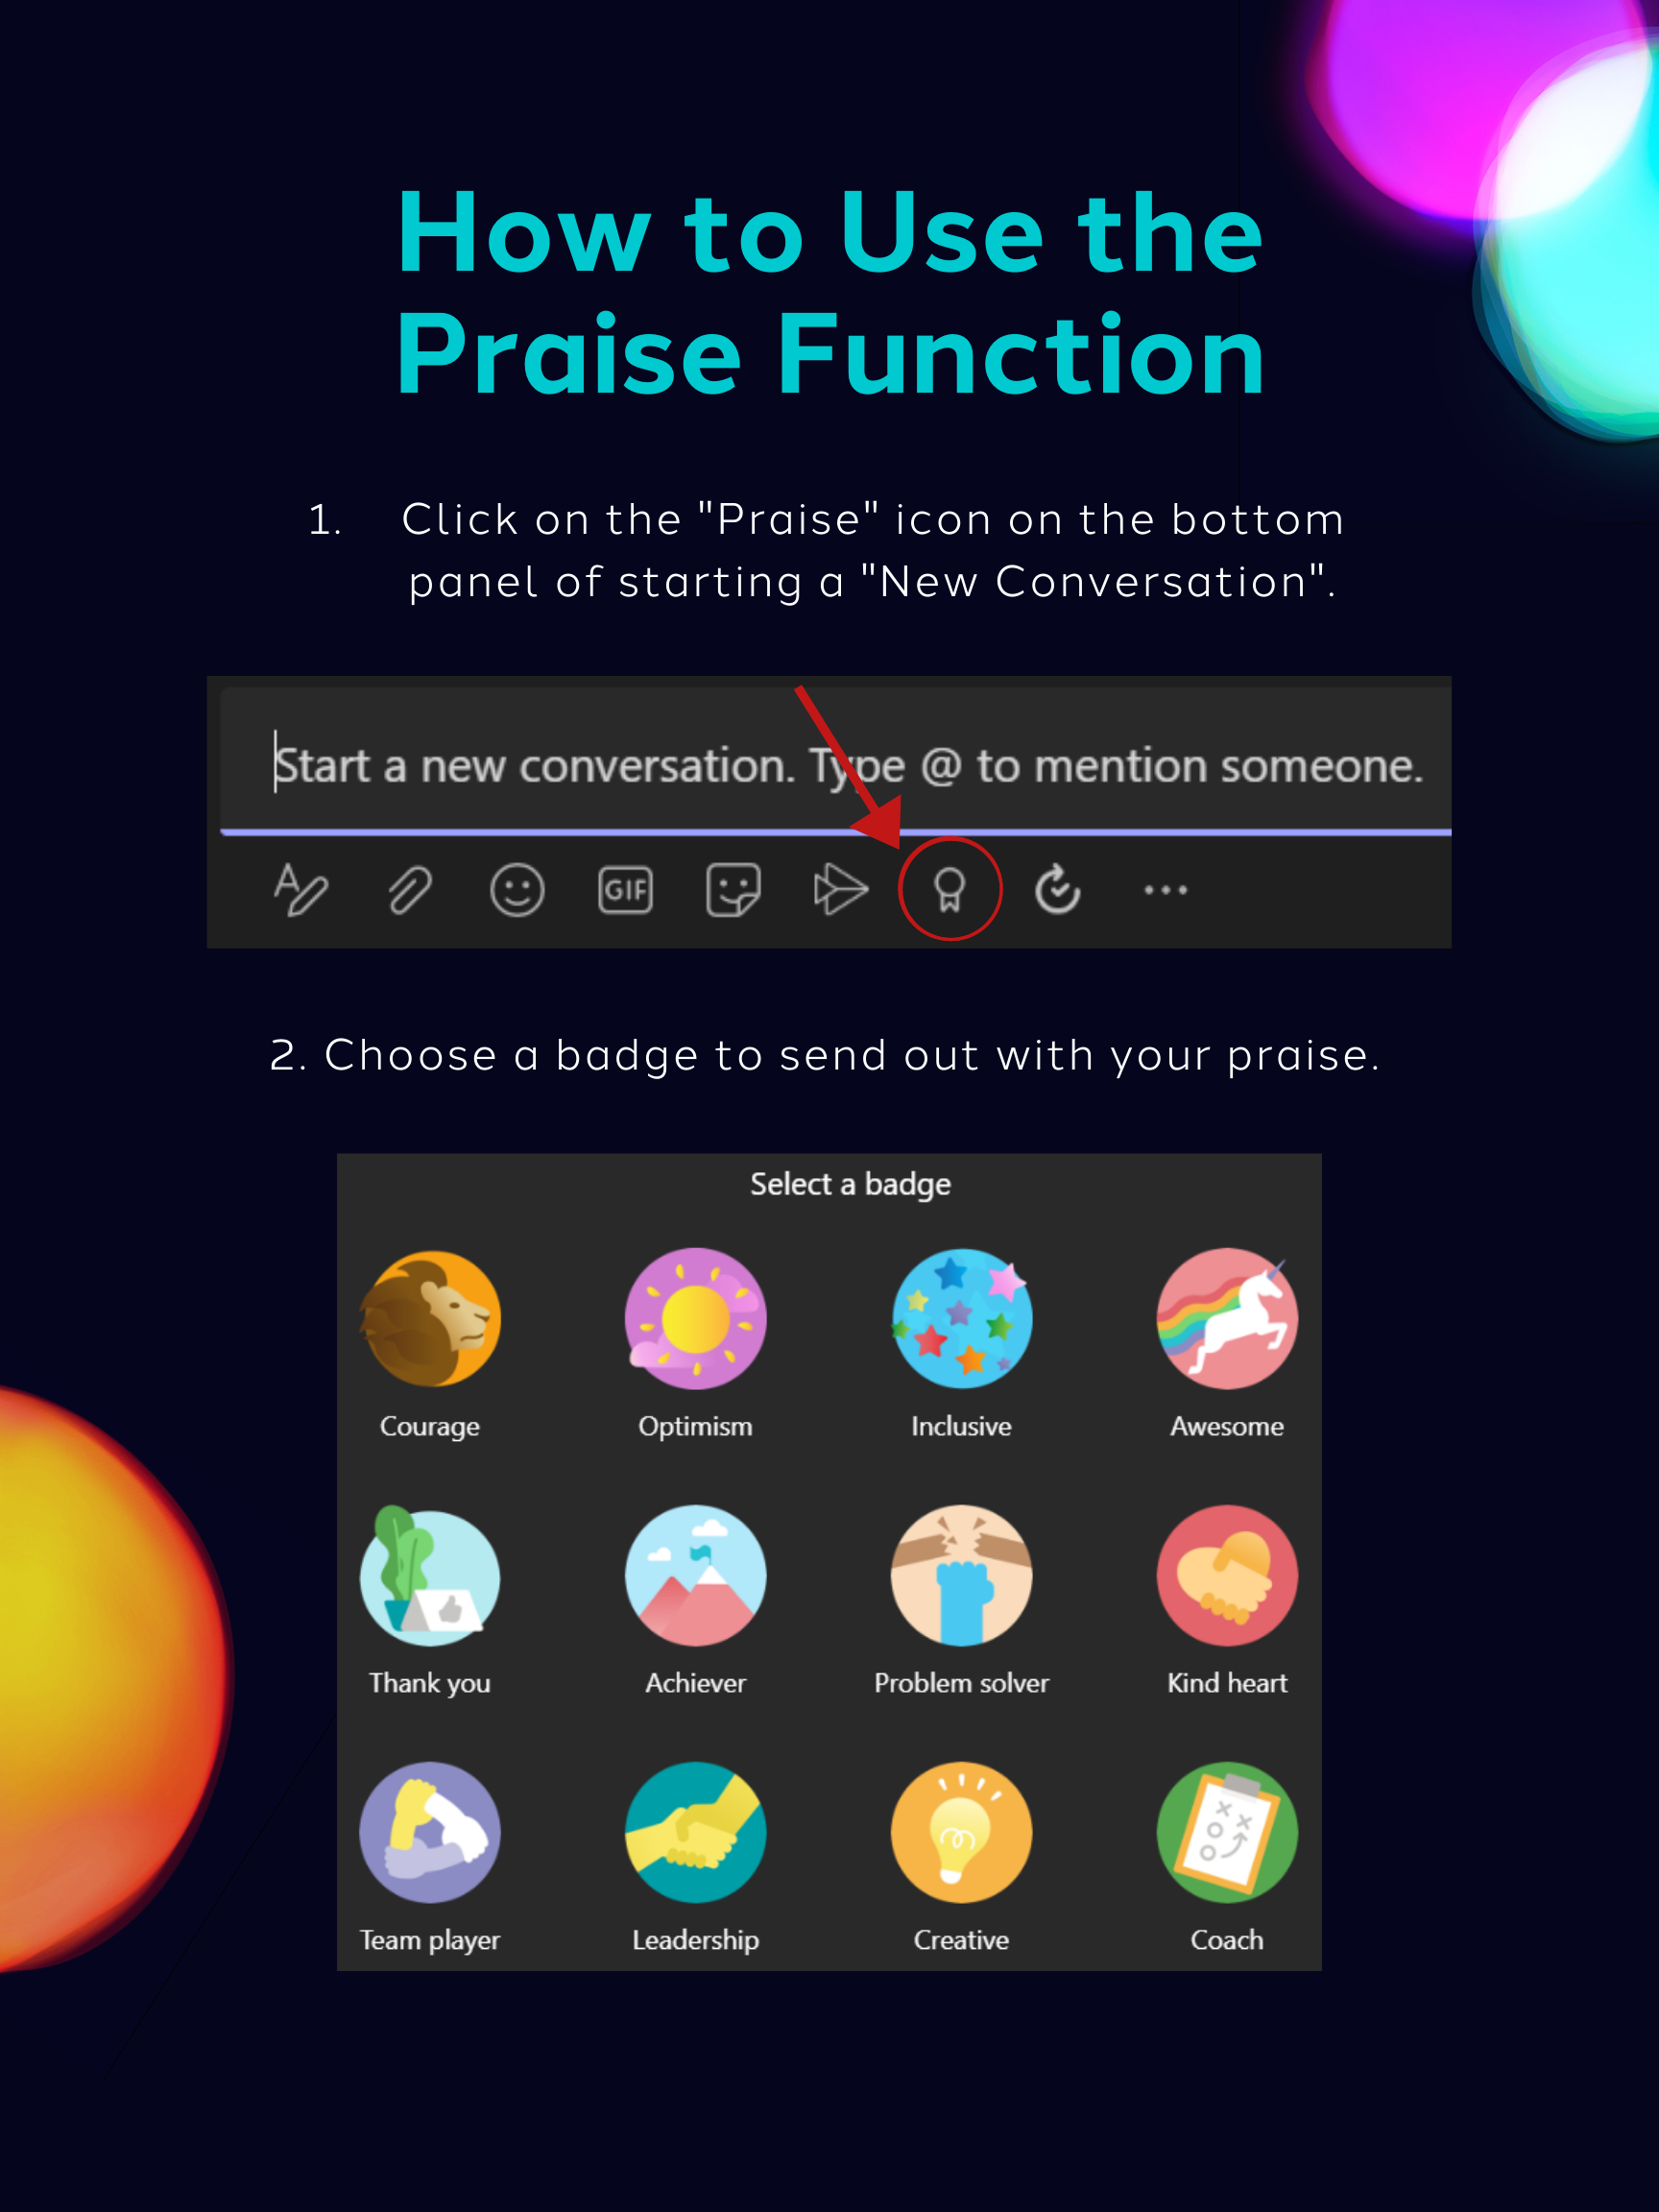 How to Use the
Praise Function
1. Click on the "Praise" icon on the bottom
panel of starting a "New Conversation".
Start a new conversation. Type @ to mention someone.
GIF
2. Choose a badge to send out with your praise.
Select a badge
Courage Optimism Inclusive Awesome
Thank you Achiever Problem solver Kind heart
Team player Leadership Creative Coach